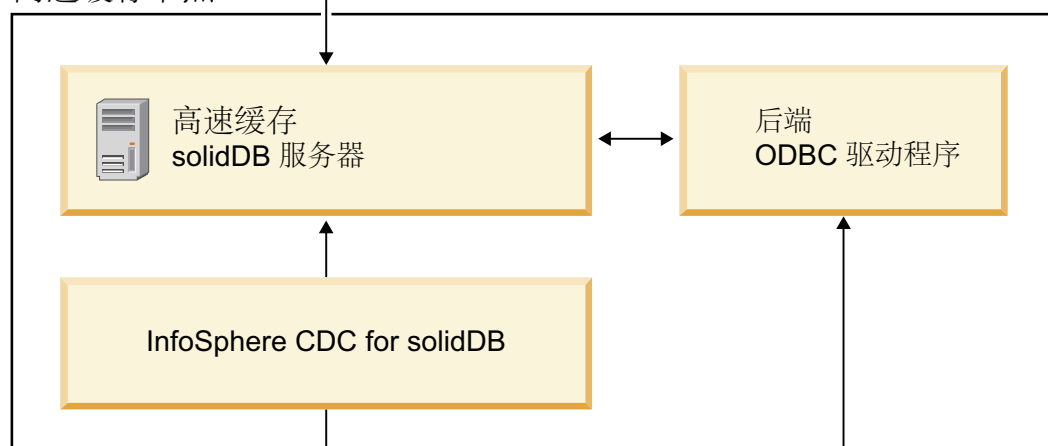 高速缓存
solidDB 服务器
后端
ODBC 驱动程序
InfoSphere CDC for solidDB